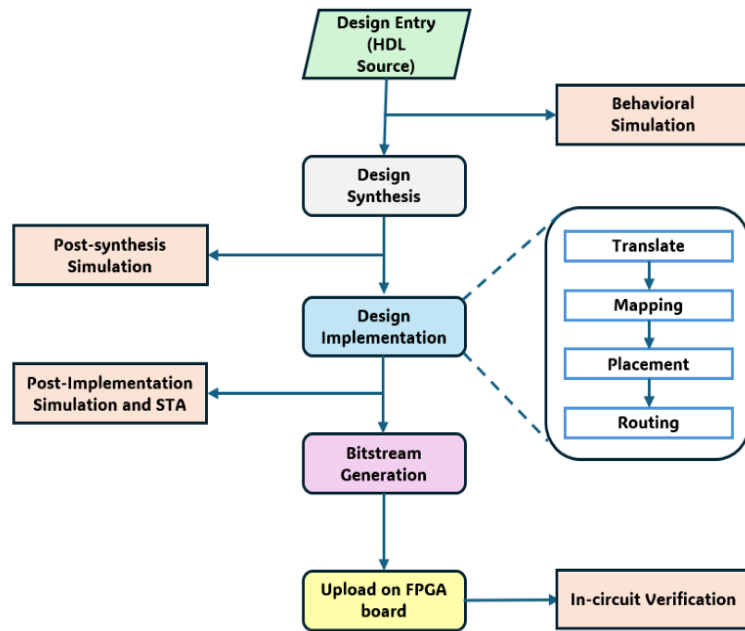 Design Entry
(HDL
Source)
Behavioral
Simulation
Design
Synthesis
Post-synthesis
Simulation
Translate
Design
Implementation
Mapping
Placement
Post-Implementation
Simulation and STA
Routing
Bitstream
Generation
Upload on FPGA
board
In-circuit Verification